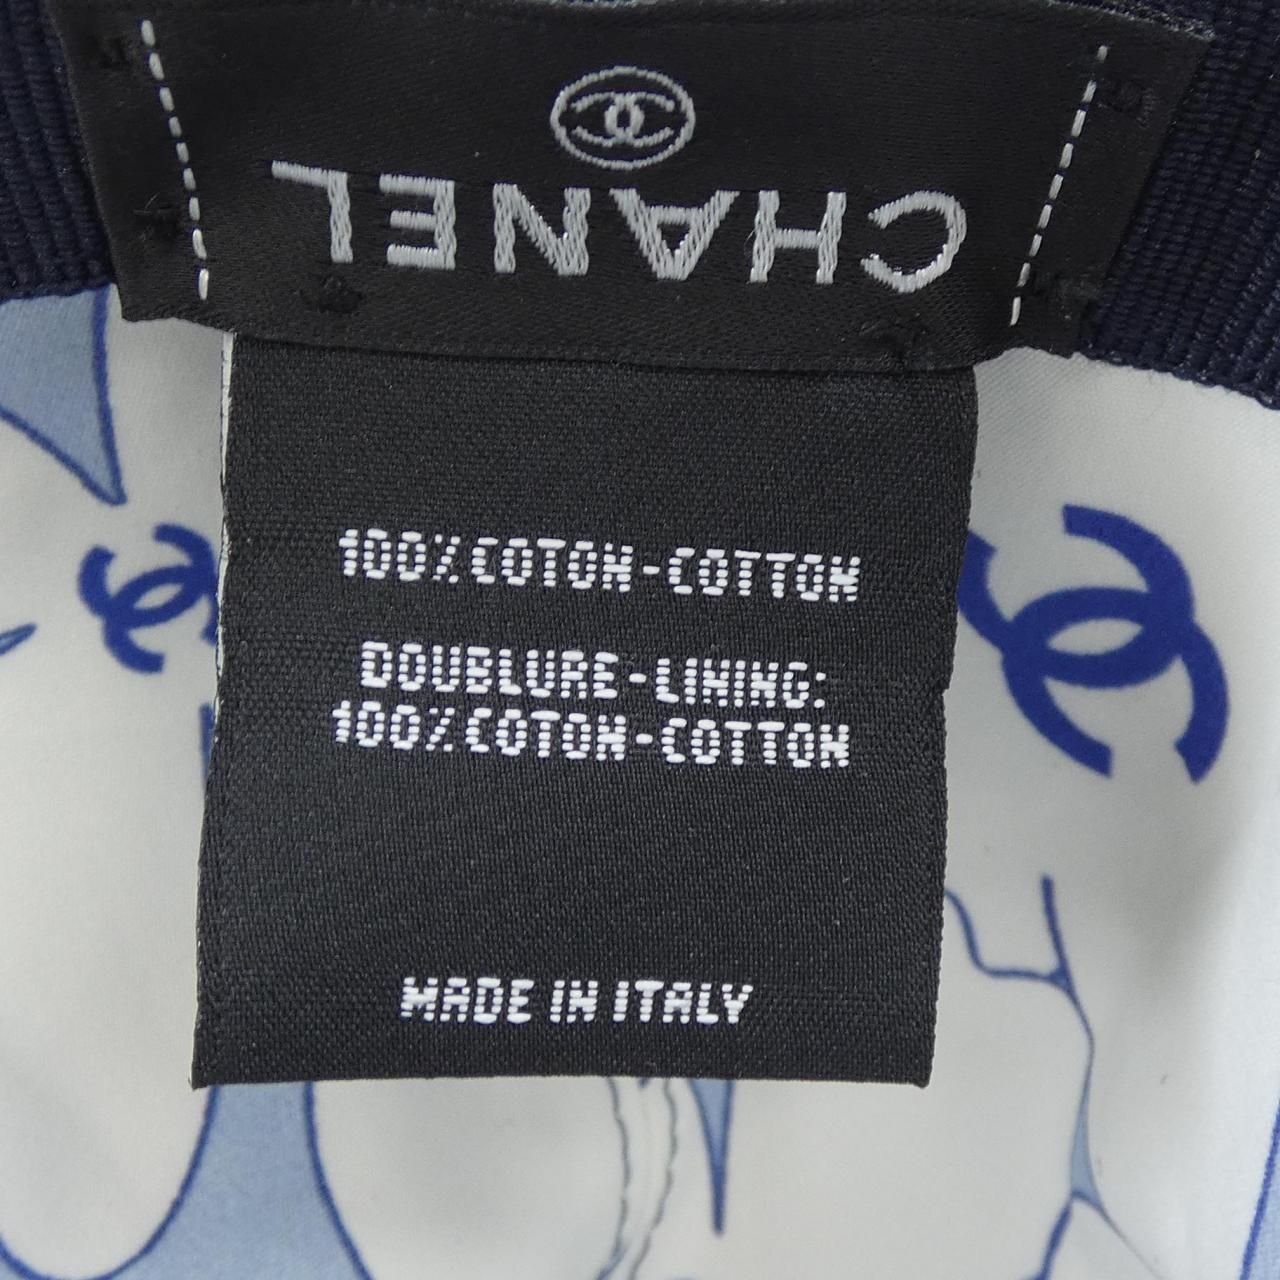 CHANEL
100% COTON-COTTON
DOUBLURE-LINING:
100% COTON-COTTON
MADE IN ITALY